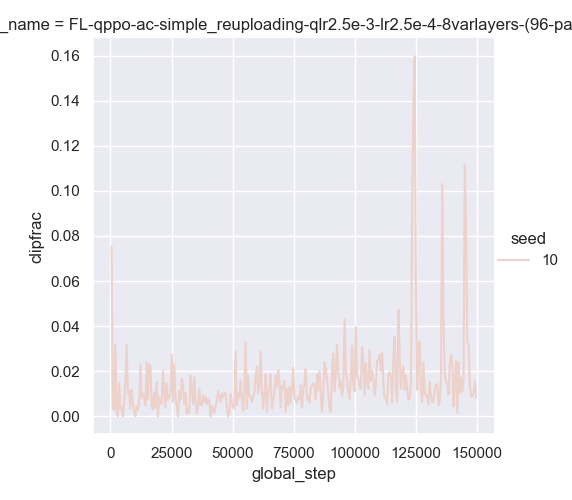 _name = FL-qppo-ac-simple_reuploading-qlr2.5e-3-lr2.5e-4-8varlayers-(96-pa
0.16
0.14
0.12
0.10
0.08
0.06
0.04
0.02
0.00
clipfrac
0 25000 50000 75000 100000 125000 150000
global_step
seed
10